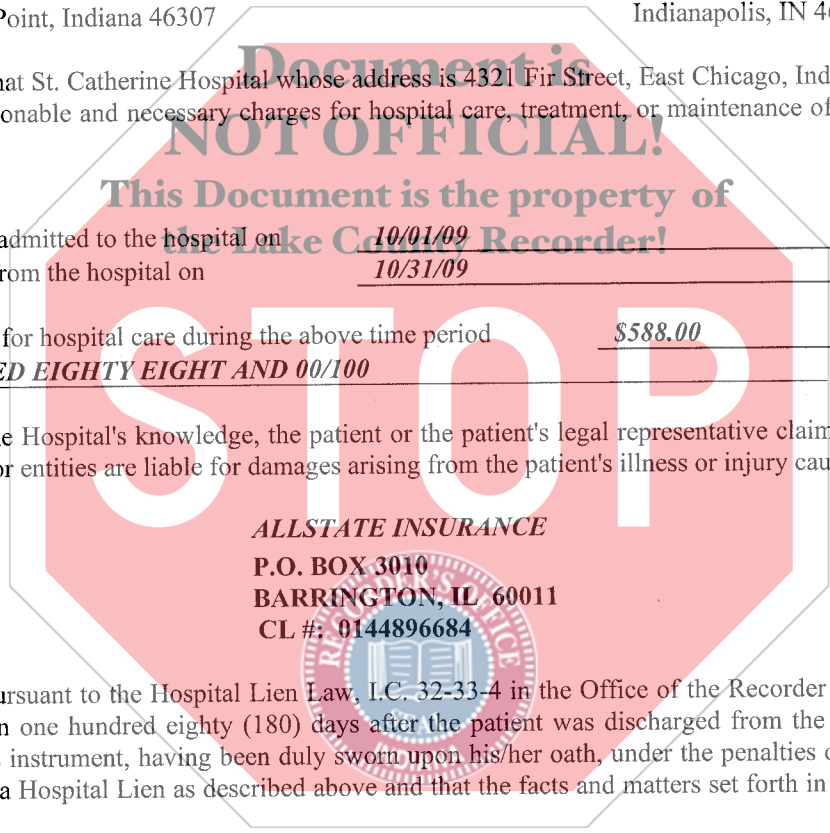 Point, Indiana 46307 Indianapolis, IN 46
Document is
nat St. Catherine Hospital whose address is 4321 Fir Street, East Chicago, Ind
onable and necessary charges for hospital care, treatment, or maintenance of
NOT OFFICIAL!
This Document is the property of
the Lake County Recorder!
admitted to the hospital on 10/01/09
rom the hospital on 10/31/09
STOP
for hospital care during the above time period $588.00
ED EIGHTY EIGHT AND 00/100
e Hospital's knowledge, the patient or the patient's legal representative claim
or entities are liable for damages arising from the patient's illness or injury cau
ALLSTATE INSURANCE
P.O. BOX 3010
BARRINGTON, IL 60011
CL #: 0144896684
RECORDER'S OFFICE
INDIANA
ursuant to the Hospital Lien Law, I.C. 32-33-4 in the Office of the Recorder
n one hundred eighty (180) days after the patient was discharged from the
instrument, having been duly sworn upon his/her oath, under the penalties o
a Hospital Lien as described above and that the facts and matters set forth in